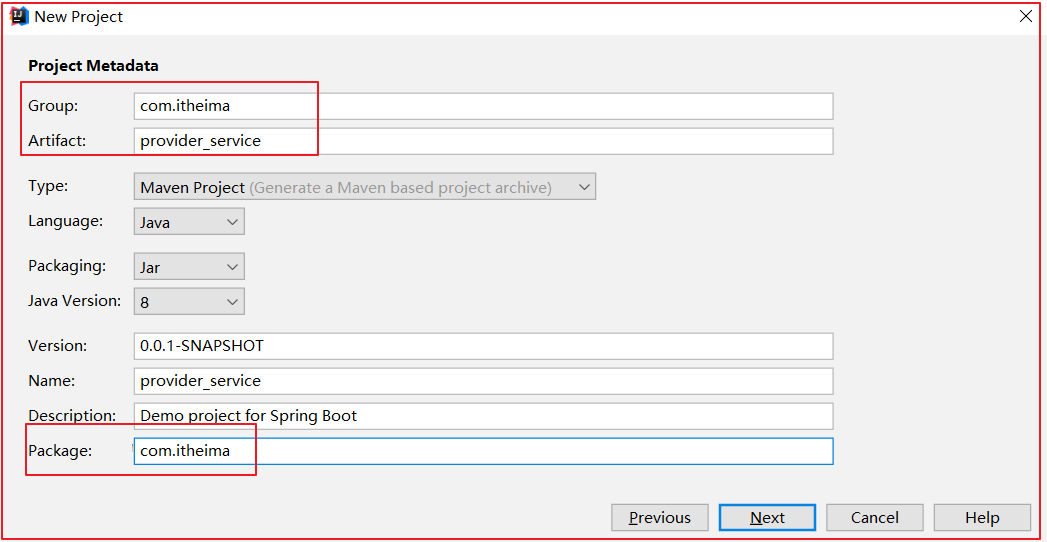 New Project
Project Metadata
Group: com.itheima
Artifact: provider_service
Type: Maven Project (Generate a Maven based project archive)
Language: Java
Packaging: Jar
Java Version: 8
Version: 0.0.1-SNAPSHOT
Name: provider_service
Description: Demo project for Spring Boot
Package: com.itheima
Previous Next Cancel Help